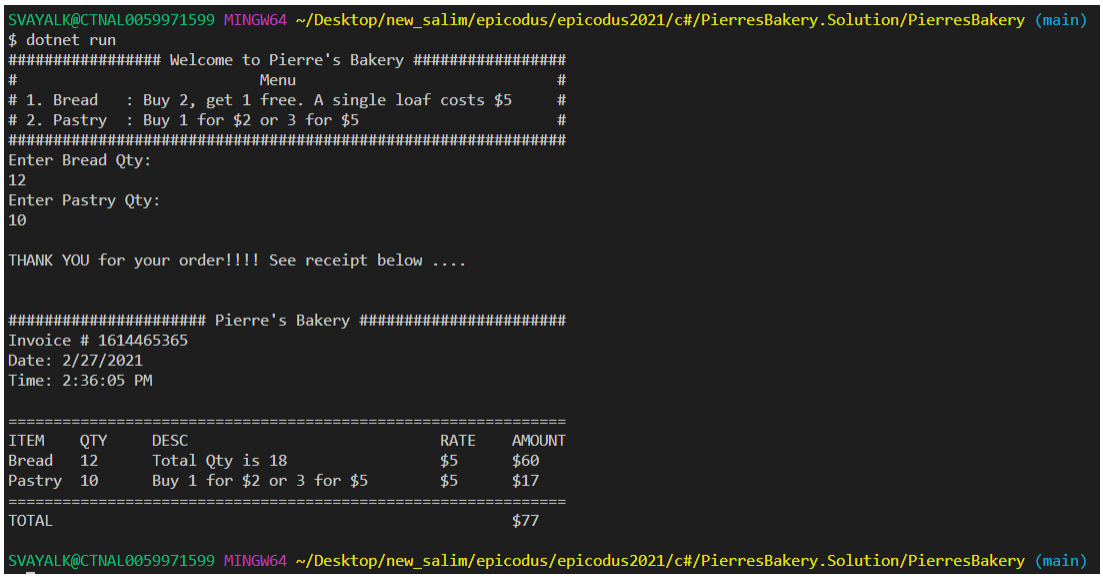 SVAYALK@CTNAL0059971599 MINGW64 ~/Desktop/new_salim/epicodus/epicodus2021/c#/PierresBakery.Solution/PierresBakery (main)
$ dotnet run
################# Welcome to Pierre's Bakery #################
#                           Menu                             #
# 1. Bread   : Buy 2, get 1 free. A single loaf costs $5     #
# 2. Pastry  : Buy 1 for $2 or 3 for $5                      #
##############################################################
Enter Bread Qty:
12
Enter Pastry Qty:
10
THANK YOU for your order!!!! See receipt below ....
###################### Pierre's Bakery #######################
Invoice # 1614465365
Date: 2/27/2021
Time: 2:36:05 PM
==============================================================
ITEM    QTY     DESC                            RATE    AMOUNT
Bread   12      Total Qty is 18                 $5      $60
Pastry  10      Buy 1 for $2 or 3 for $5        $5      $17
==============================================================
TOTAL                                                   $77
SVAYALK@CTNAL0059971599 MINGW64 ~/Desktop/new_salim/epicodus/epicodus2021/c#/PierresBakery.Solution/PierresBakery (main)